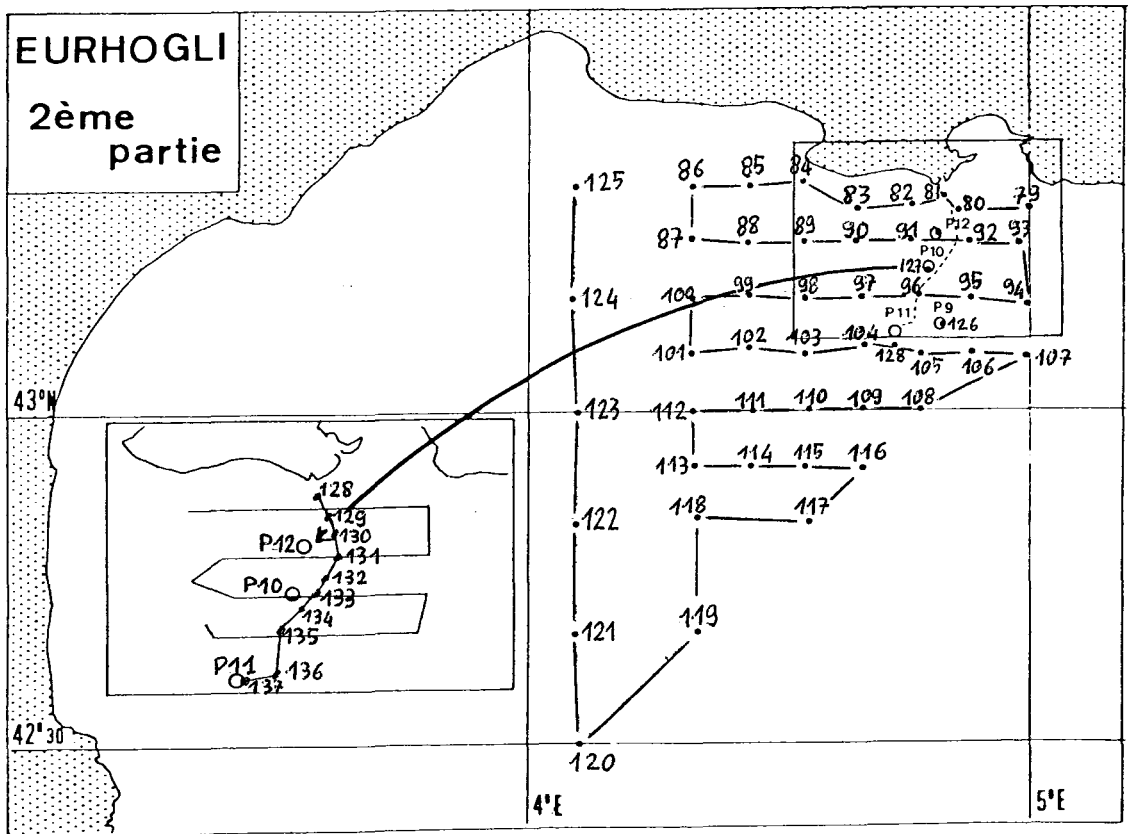 EURHOGLI
2ème
partie
125
86 85 84
83 82 81 80 79
87 88 89 90 91 P12 92 93
P10
127
124
100 99 98 97 96 95 94
P11 P9
126
101 102 103 104 128 105 106 107
43°N
123
112 111 110 109 108
113 114 115 116
122
118 117
121
119
42°30
120
4°E
5°E
128
129
130
P12
131
132
P10
133
134
135
P11
136
137